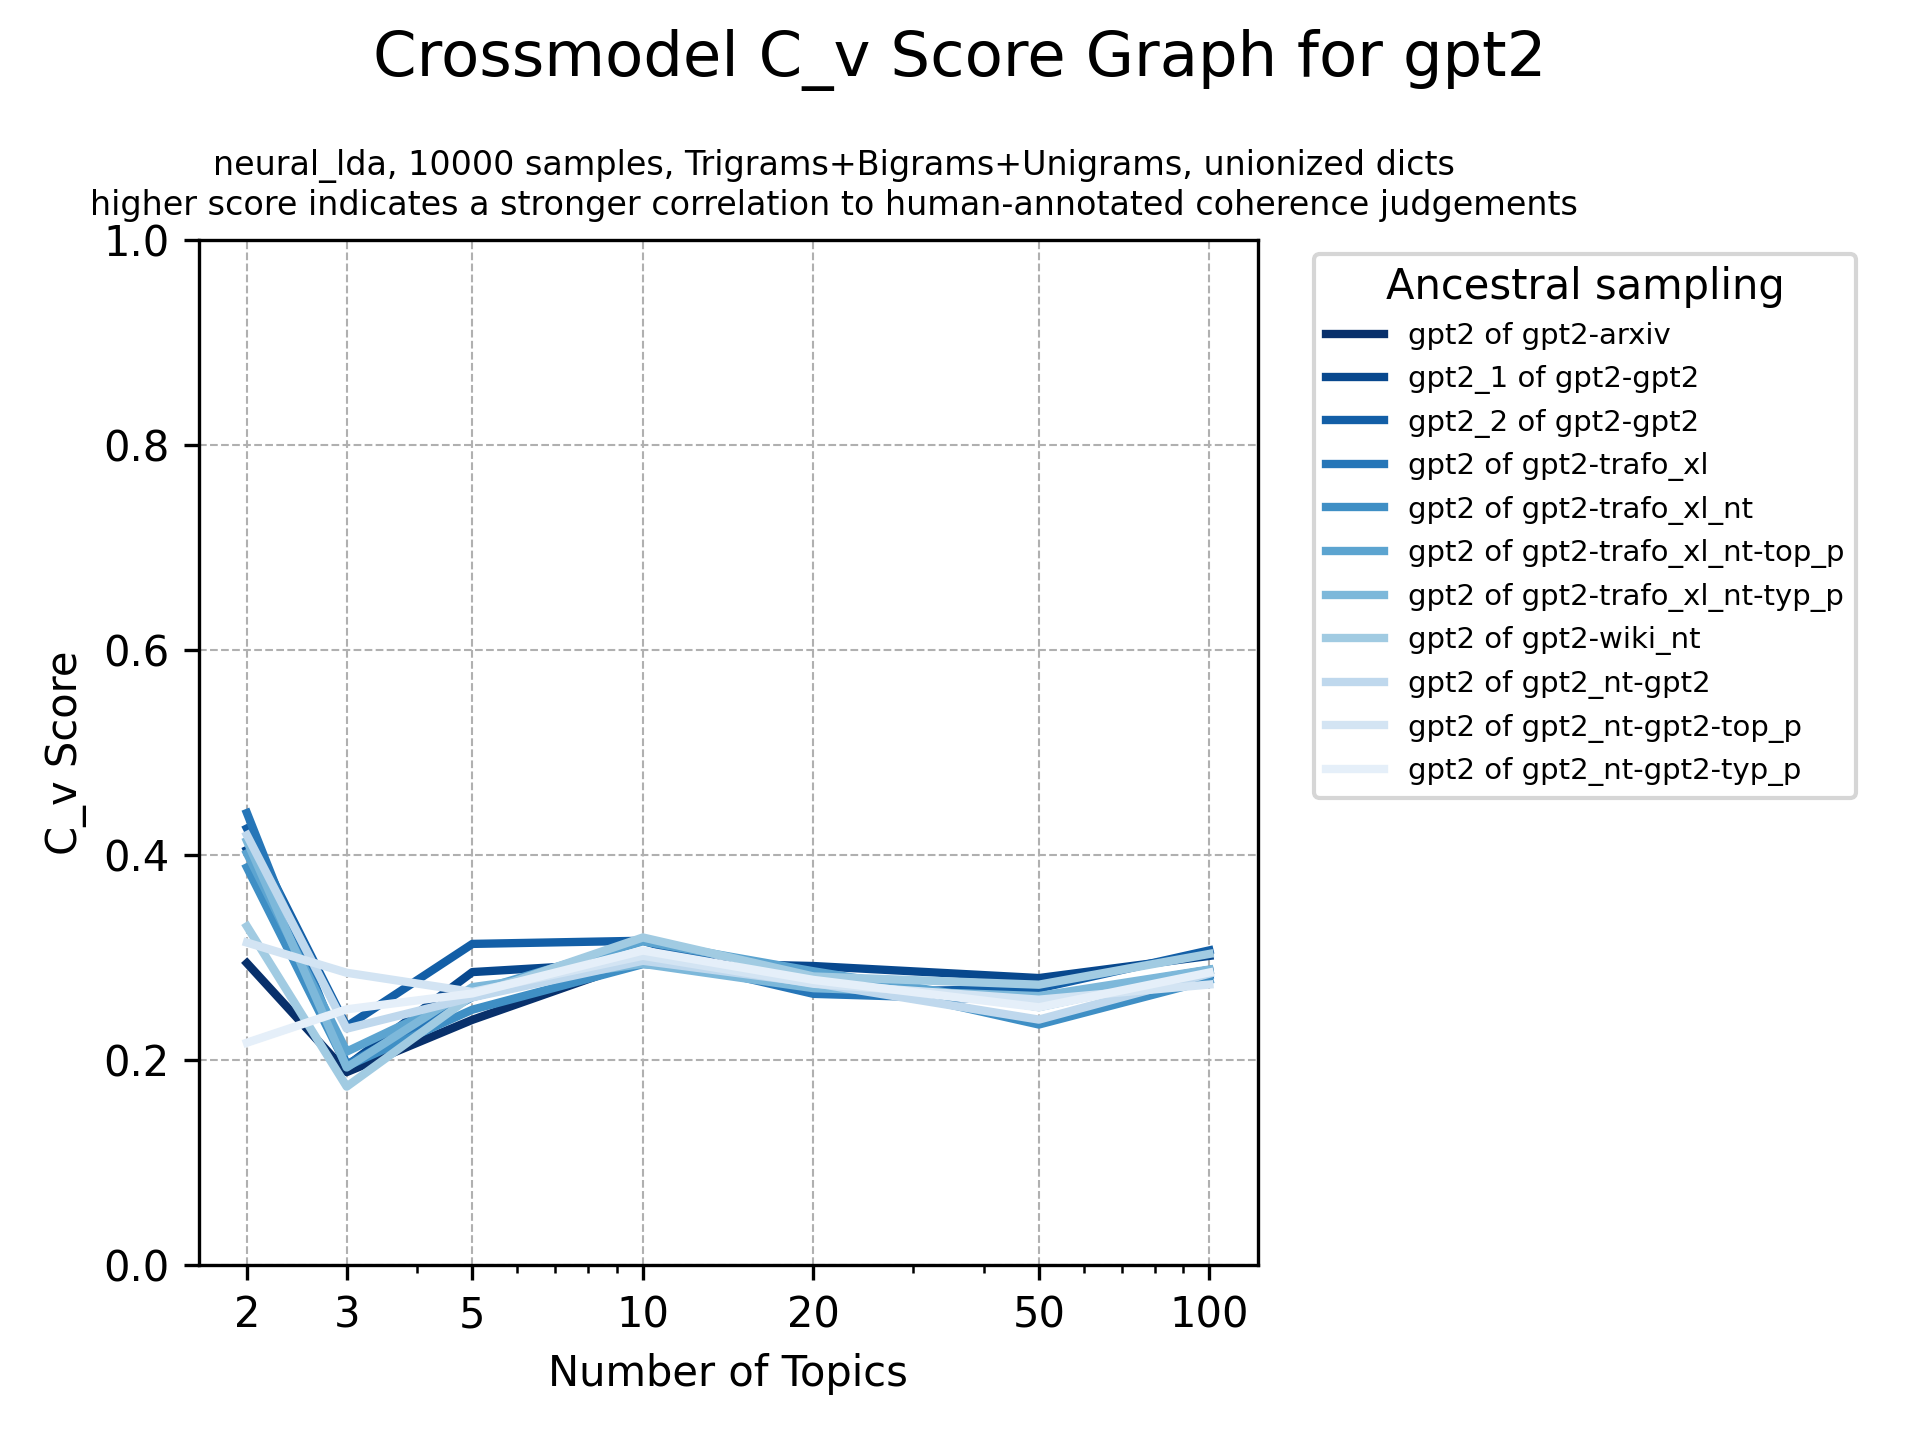 Crossmodel C_v Score Graph for gpt2
neural_lda, 10000 samples, Trigrams+Bigrams+Unigrams, unionized dicts
higher score indicates a stronger correlation to human-annotated coherence judgements
1.0
0.8
0.6
0.4
0.2
0.0
C_v Score
2 3 5 10 20 50 100
Number of Topics
Ancestral sampling
gpt2 of gpt2-arxiv
gpt2_1 of gpt2-gpt2
gpt2_2 of gpt2-gpt2
gpt2 of gpt2-trafo_xl
gpt2 of gpt2-trafo_xl_nt
gpt2 of gpt2-trafo_xl_nt-top_p
gpt2 of gpt2-trafo_xl_nt-typ_p
gpt2 of gpt2-wiki_nt
gpt2 of gpt2_nt-gpt2
gpt2 of gpt2_nt-gpt2-top_p
gpt2 of gpt2_nt-gpt2-typ_p